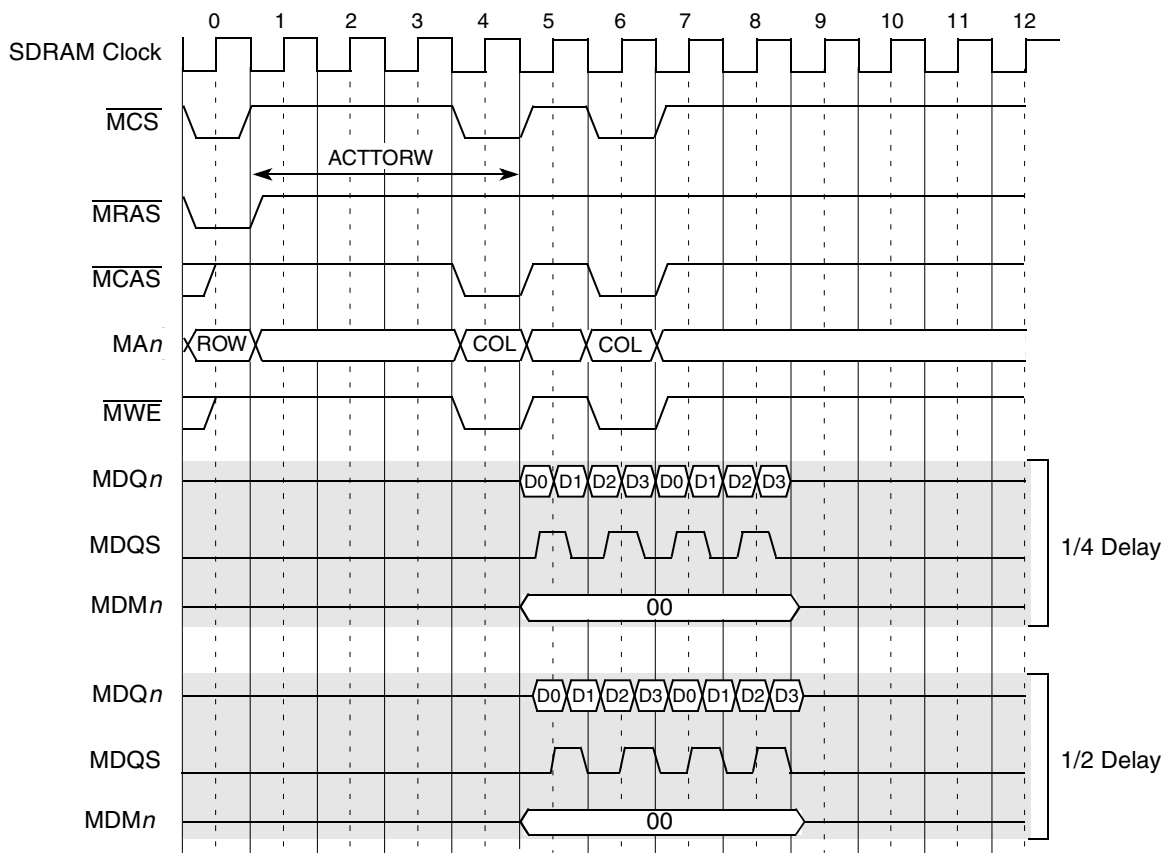 0 1 2 3 4 5 6 7 8 9 10 11 12
SDRAM Clock
MCS
ACTTORW
MRAS
MCAS
MAn ROW COL COL
MWE
MDQn D0 D1 D2 D3 D0 D1 D2 D3
MDQS
1/4 Delay
MDMn 00
MDQn D0 D1 D2 D3 D0 D1 D2 D3
MDQS
1/2 Delay
MDMn 00